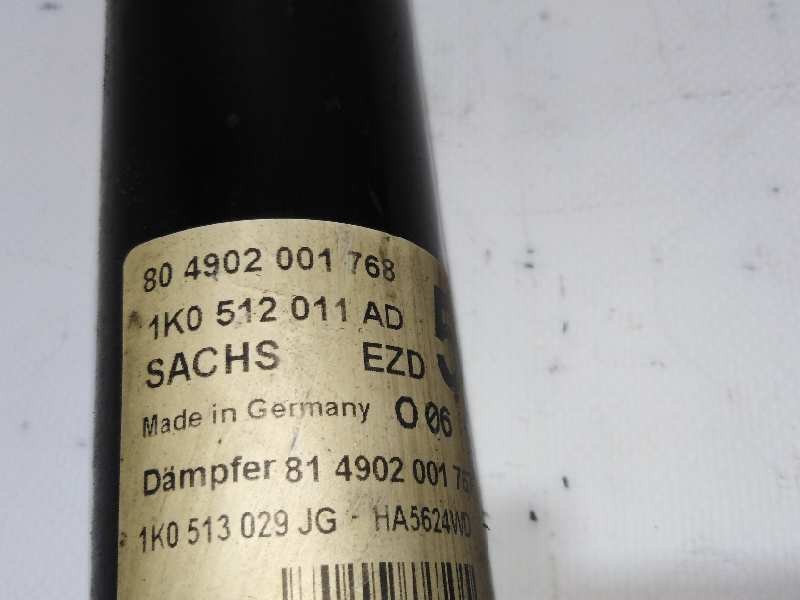 80 4902 001 768
1K0 512 011 AD
SACHS EZD
Made in Germany O 06
Dämpfer 81 4902 001 767
1K0 513 029 JG - HA5624WD